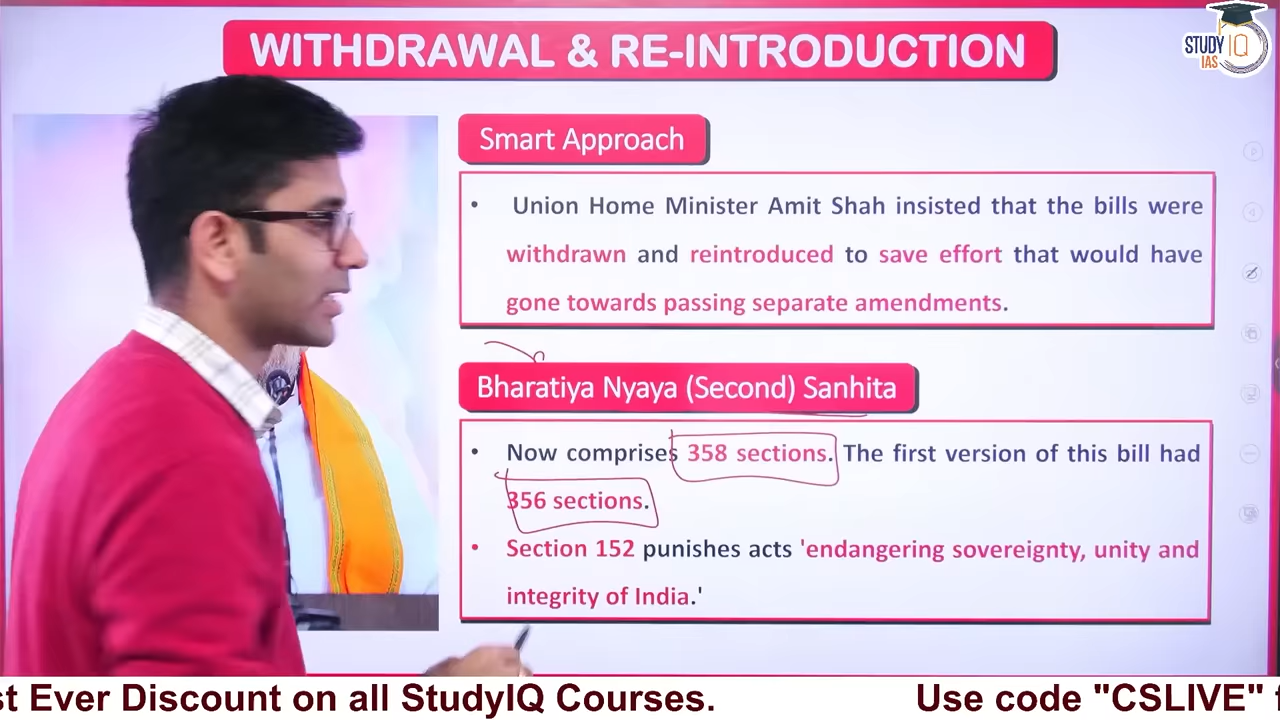 WITHDRAWAL & RE-INTRODUCTION
STUDY IQ
IAS
Smart Approach
• Union Home Minister Amit Shah insisted that the bills were
withdrawn and reintroduced to save effort that would have
gone towards passing separate amendments.
Bharatiya Nyaya (Second) Sanhita
• Now comprises 358 sections. The first version of this bill had
356 sections.
• Section 152 punishes acts 'endangering sovereignty, unity and
integrity of India.'
st Ever Discount on all StudyIQ Courses.
Use code "CSLIVE"